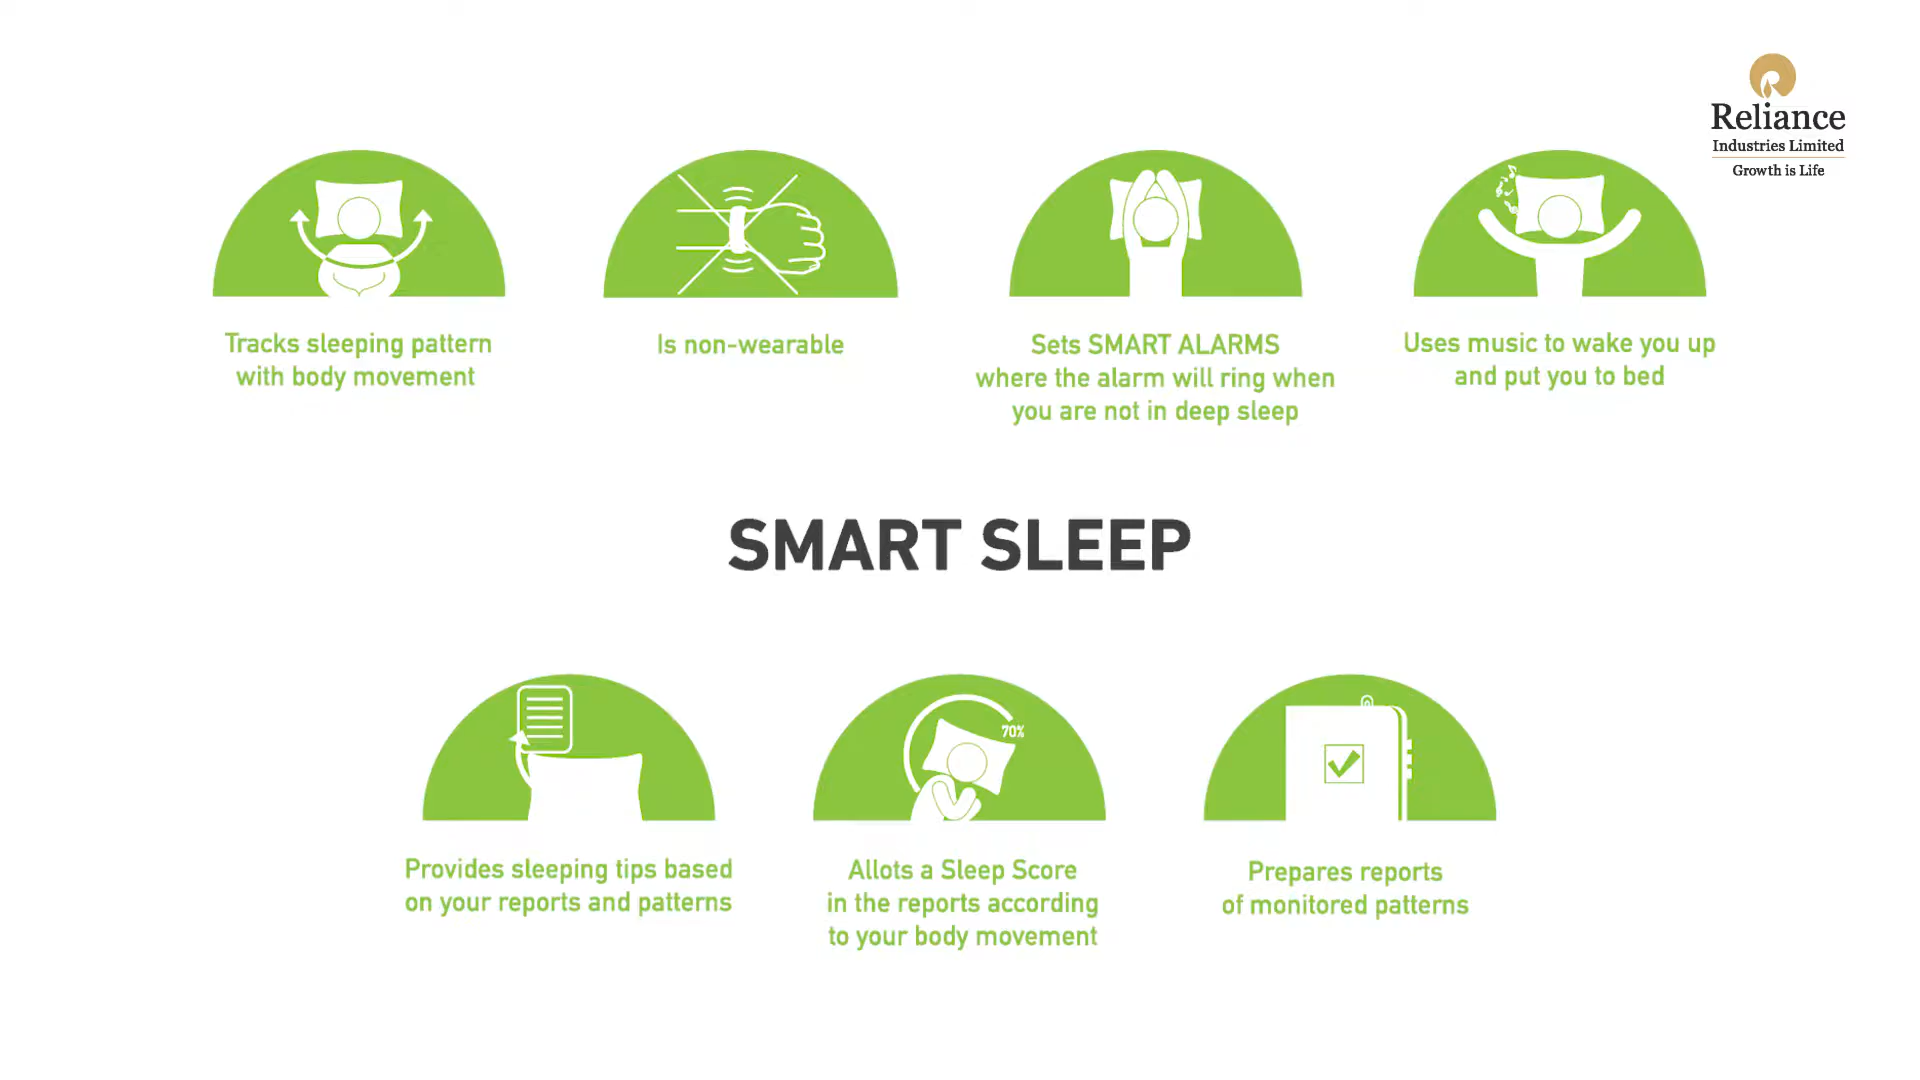 Reliance
Industries Limited
Growth is Life
Tracks sleeping pattern
with body movement
Is non-wearable
Sets SMART ALARMS
where the alarm will ring when
you are not in deep sleep
Uses music to wake you up
and put you to bed
SMART SLEEP
Provides sleeping tips based
on your reports and patterns
70%
Allots a Sleep Score
in the reports according
to your body movement
Prepares reports
of monitored patterns